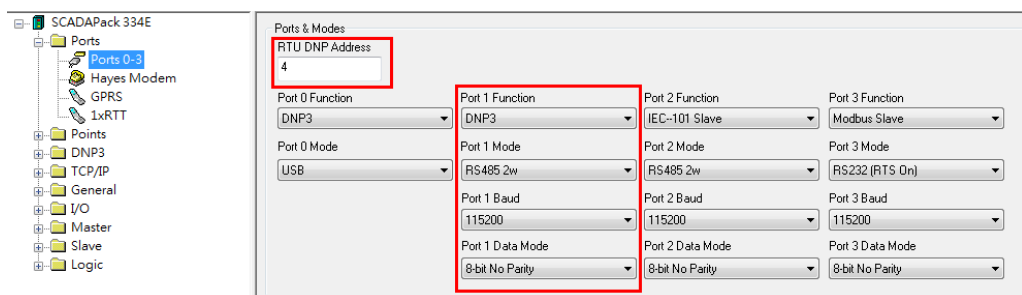 SCADAPack 334E
Ports
Ports 0-3
Hayes Modem
GPRS
1xRTT
Points
DNP3
TCP/IP
General
I/O
Master
Slave
Logic
Ports & Modes
RTU DNP Address
4
Port 0 Function
Port 1 Function
Port 2 Function
Port 3 Function
DNP3
DNP3
IEC--101 Slave
Modbus Slave
Port 0 Mode
Port 1 Mode
Port 2 Mode
Port 3 Mode
USB
RS485 2w
RS485 2w
RS232 (RTS On)
Port 1 Baud
Port 2 Baud
Port 3 Baud
115200
115200
115200
Port 1 Data Mode
Port 2 Data Mode
Port 3 Data Mode
8-bit No Parity
8-bit No Parity
8-bit No Parity